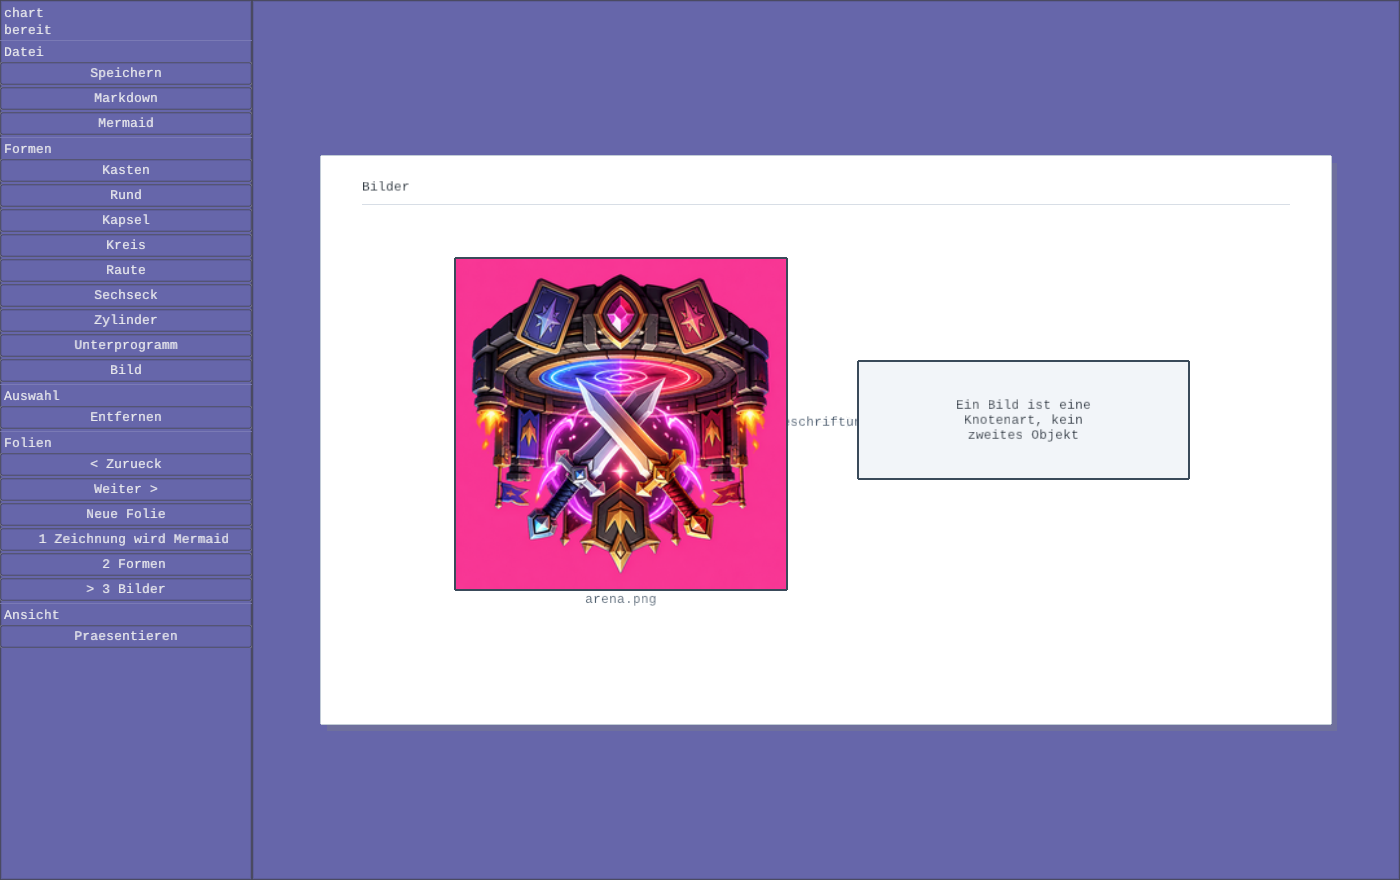 chart
bereit
Datei
Speichern
Markdown
Mermaid
Formen
Kasten
Rund
Kapsel
Kreis
Raute
Sechseck
Zylinder
Unterprogramm
Bild
Auswahl
Entfernen
Folien
< Zurueck
Weiter >
Neue Folie
1 Zeichnung wird Mermaid
2 Formen
> 3 Bilder
Ansicht
Praesentieren
Bilder
arena.png
Ein Bild ist eine
Knotenart, kein
zweites Objekt